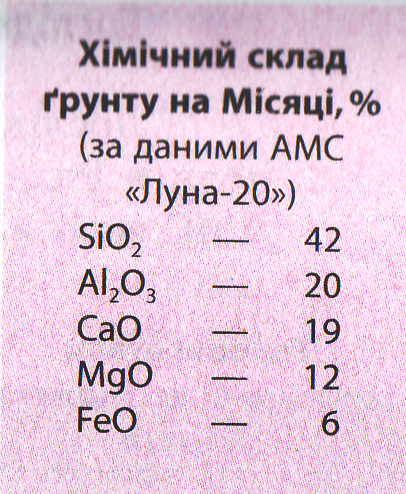 Хімічний склад
ґрунту на Місяці, %
(за даними АМС
«Луна-20»)
SiO₂ — 42
Al₂O₃ — 20
CaO — 19
MgO — 12
FeO — 6